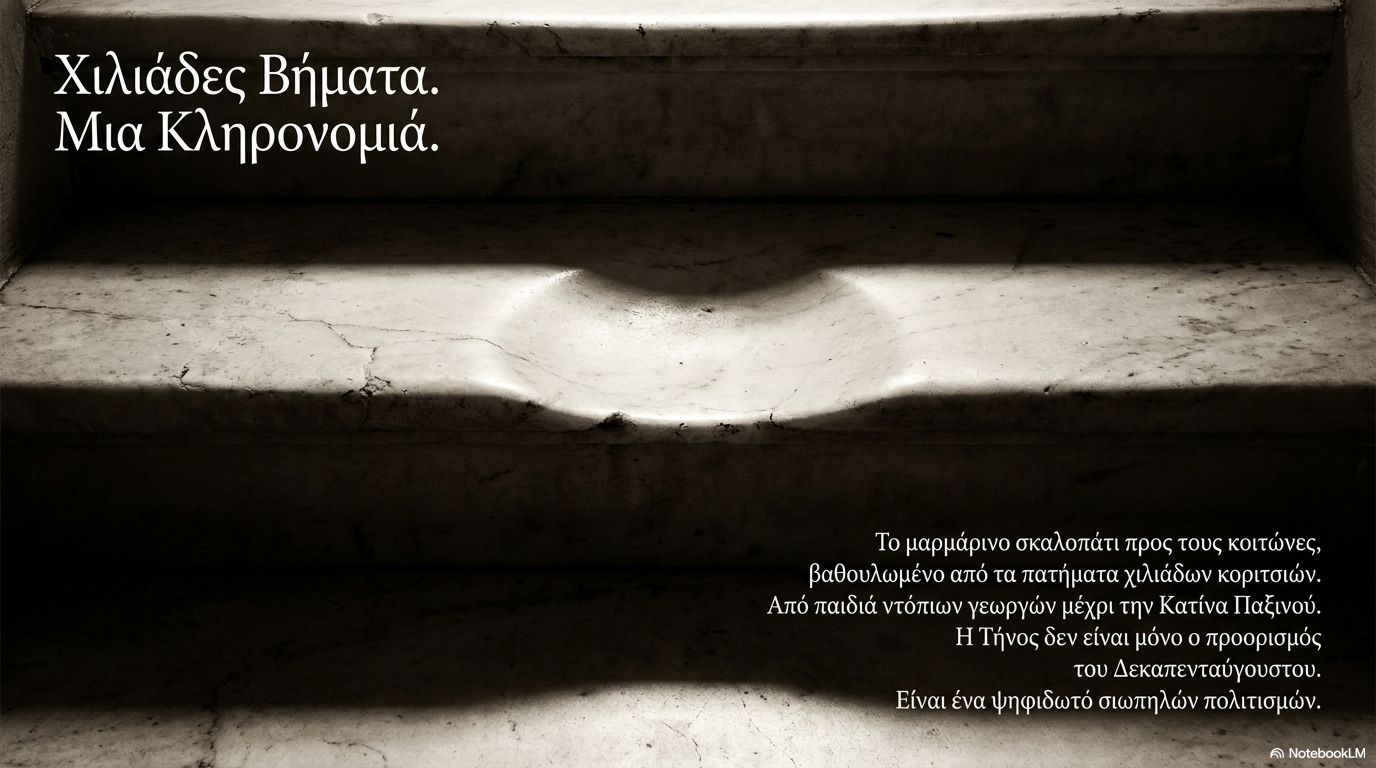 Χιλιάδες Βήματα.
Μια Κληρονομιά.
Το μαρμάρινο σκαλοπάτι προς τους κοιτώνες,
βαθουλωμένο από τα πατήματα χιλιάδων κοριτσιών.
Από παιδιά ντόπιων γεωργών μέχρι την Κατίνα Παξινού.
Η Τήνος δεν είναι μόνο ο προορισμός
του Δεκαπενταύγουστου.
Είναι ένα ψηφιδωτό σιωπηλών πολιτισμών.
NotebookLM